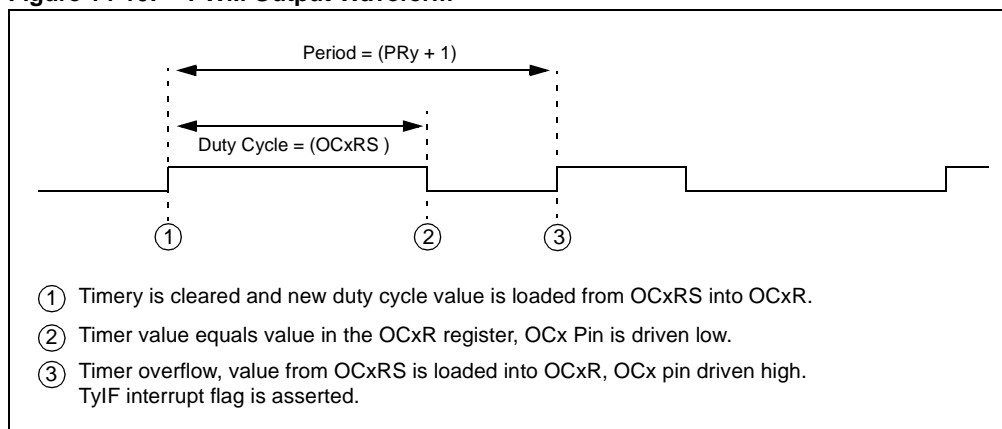 Period = (PRy + 1)
Duty Cycle = (OCxRS )
1 2 3
1 Timery is cleared and new duty cycle value is loaded from OCxRS into OCxR.
2 Timer value equals value in the OCxR register, OCx Pin is driven low.
3 Timer overflow, value from OCxRS is loaded into OCxR, OCx pin driven high.
TyIF interrupt flag is asserted.